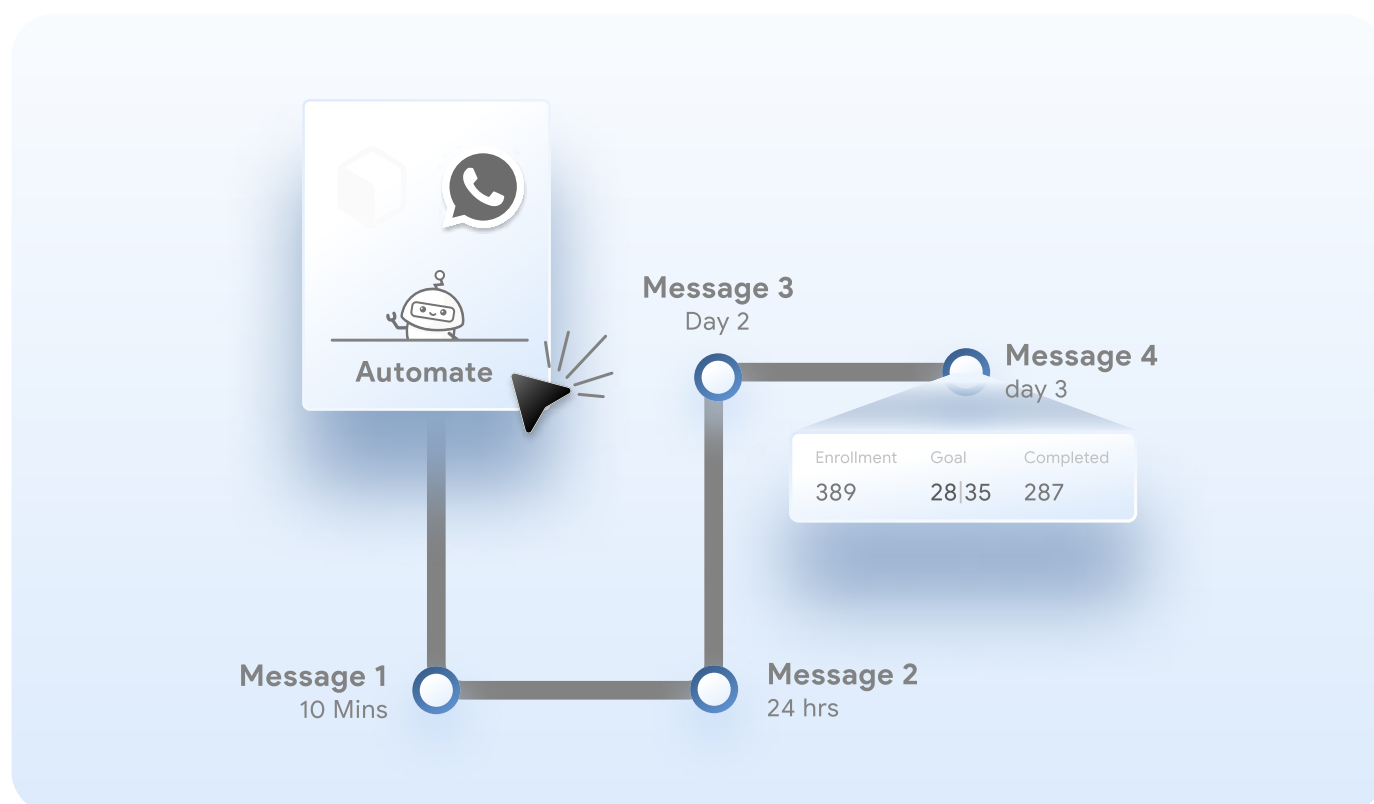 Automate
Message 1
10 Mins
Message 2
24 hrs
Message 3
Day 2
Message 4
day 3
Enrollment Goal Completed
389 28|35 287